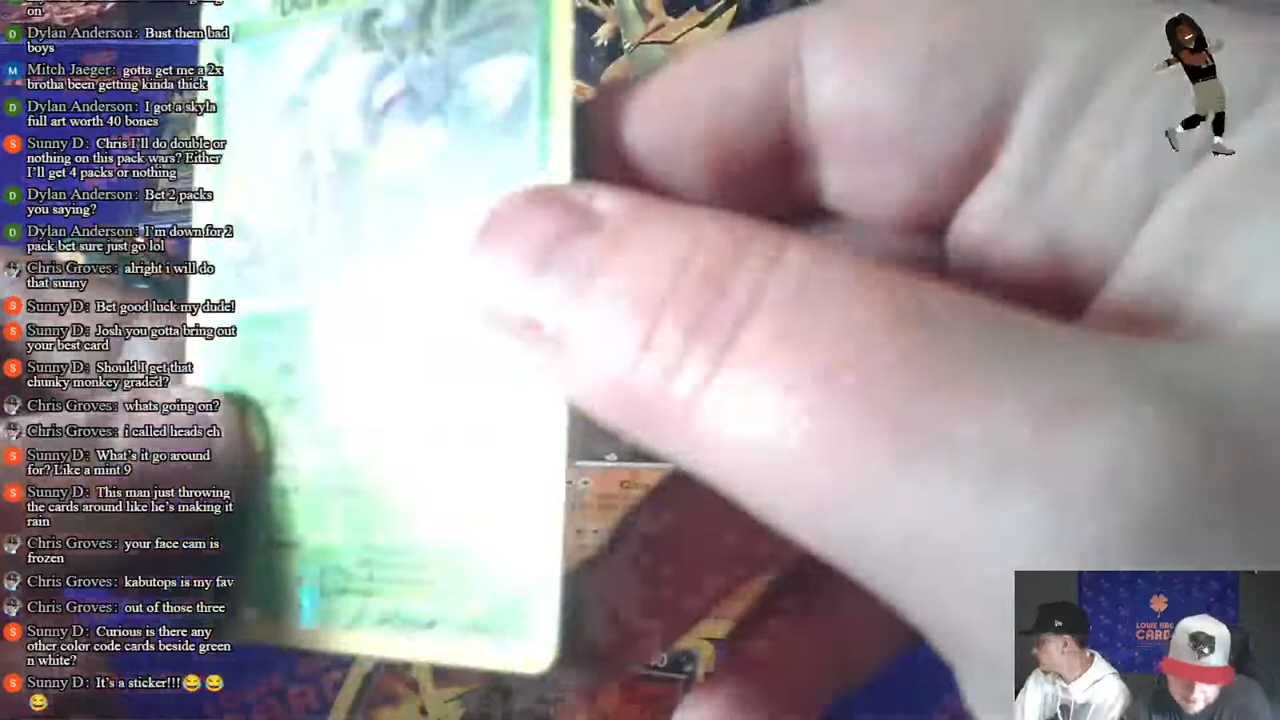 on
Dylan Anderson: Bust them bad
boys
Mitch Jaeger: gotta get me a 2x
brotha been getting kinda thick
Dylan Anderson: I got a skyla
full art worth 40 bones
Sunny D: Chris I'll do double or
nothing on this pack wars? Either
I'll get 4 packs or nothing
Dylan Anderson: Bet 2 packs
you saying?
Dylan Anderson: I'm down for 2
pack bet sure just go lol
Chris Groves: alright i will do
that sunny
Sunny D: Bet good luck my dude!
Sunny D: Josh you gotta bring out
your best card
Sunny D: Should I get that
chunky monkey graded?
Chris Groves: whats going on?
Chris Groves: i called heads eh
Sunny D: What's it go around
for? Like a mint 9
Sunny D: This man just throwing
the cards around like he's making it
rain
Chris Groves: your face cam is
frozen
Chris Groves: kabutops is my fav
Chris Groves: out of those three
Sunny D: Curious is there any
other color code cards beside green
n white?
Sunny D: It's a sticker!!! 😂 😂
😂